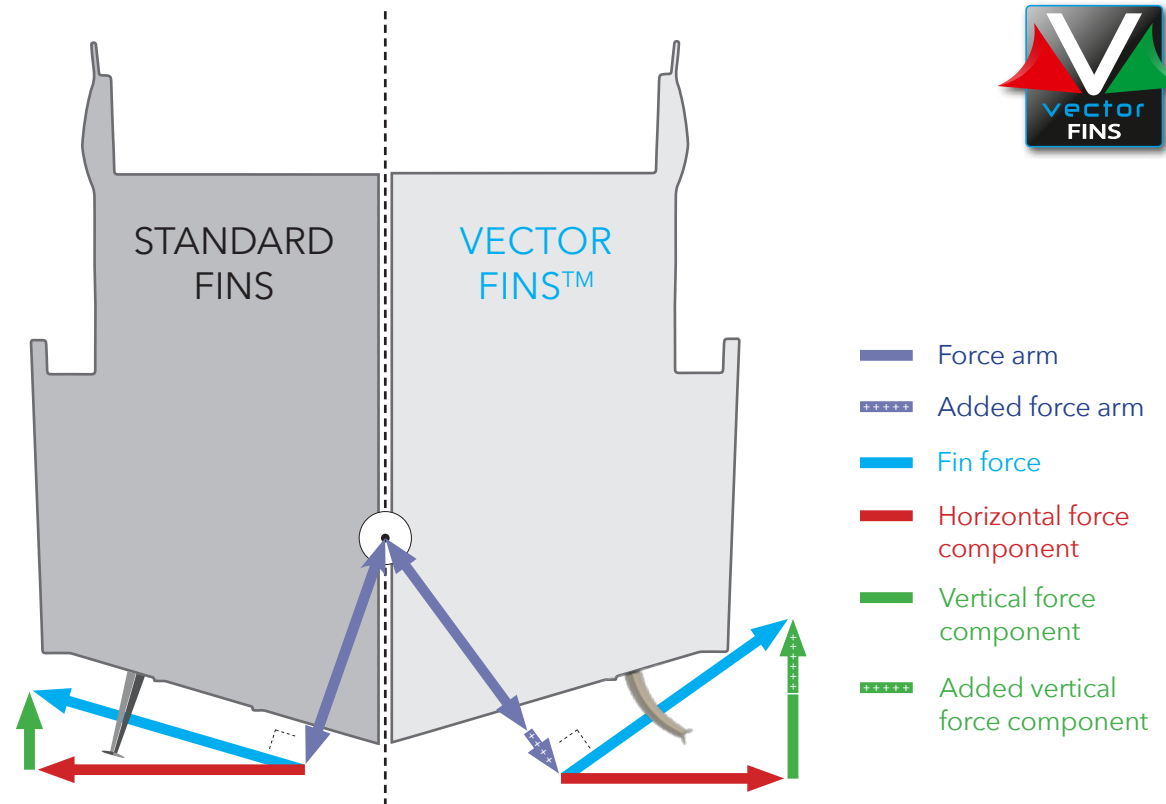 V
vector
FINS
STANDARD
FINS
VECTOR
FINS™
Force arm
+++++ Added force arm
Fin force
Horizontal force
component
Vertical force
component
+++++ Added vertical
force component